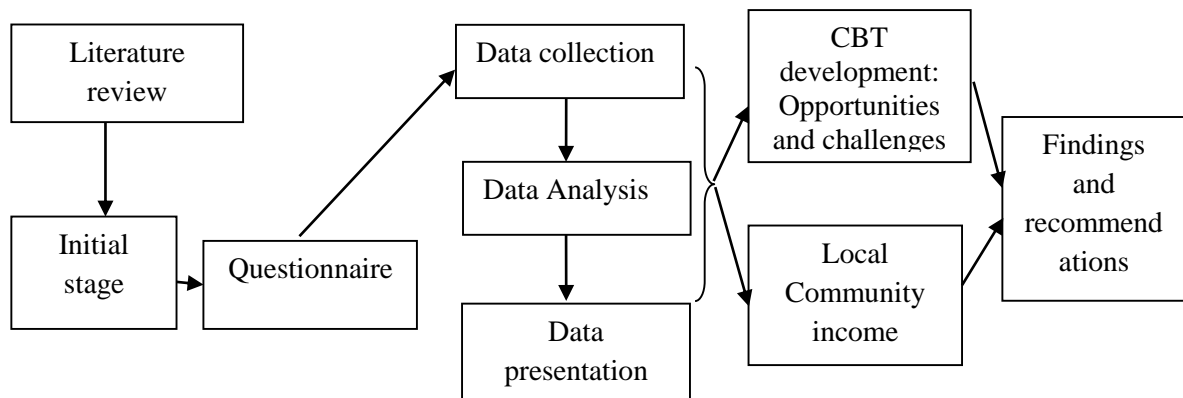 Literature
review
Initial
stage
Questionnaire
Data collection
Data Analysis
Data
presentation
CBT
development:
Opportunities
and challenges
Local
Community
income
Findings
and
recommend
ations